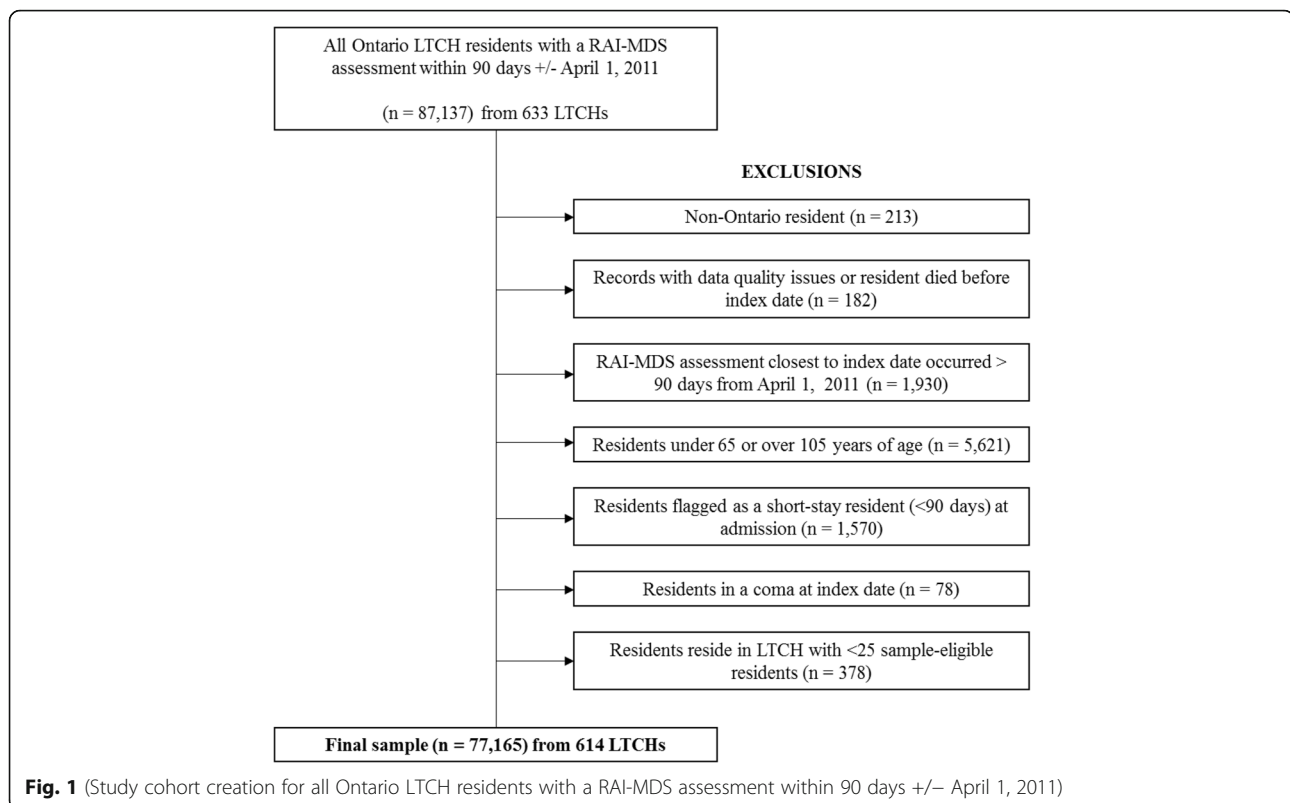 All Ontario LTCH residents with a RAI-MDS
assessment within 90 days +/- April 1, 2011
(n = 87,137) from 633 LTCHs
EXCLUSIONS
Non-Ontario resident (n = 213)
Records with data quality issues or resident died before
index date (n = 182)
RAI-MDS assessment closest to index date occurred >
90 days from April 1, 2011 (n = 1,930)
Residents under 65 or over 105 years of age (n = 5,621)
Residents flagged as a short-stay resident (<90 days) at
admission (n = 1,570)
Residents in a coma at index date (n = 78)
Residents reside in LTCH with <25 sample-eligible
residents (n = 378)
Final sample (n = 77,165) from 614 LTCHs
Fig. 1 (Study cohort creation for all Ontario LTCH residents with a RAI-MDS assessment within 90 days +/− April 1, 2011)